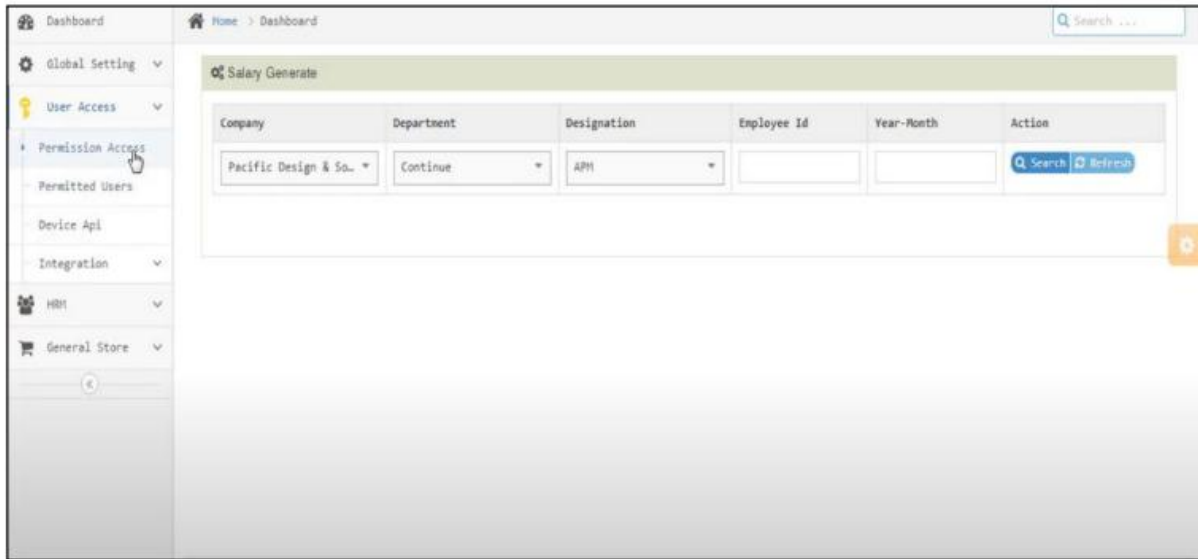 Dashboard
Home > Dashboard
Search ...
Global Setting
Salary Generate
User Access
Company Department Designation Employee Id Year-Month Action
Permission Access
Pacific Design & So… Continue APM Search Refresh
Permitted Users
Device Api
Integration
HRM
General Store